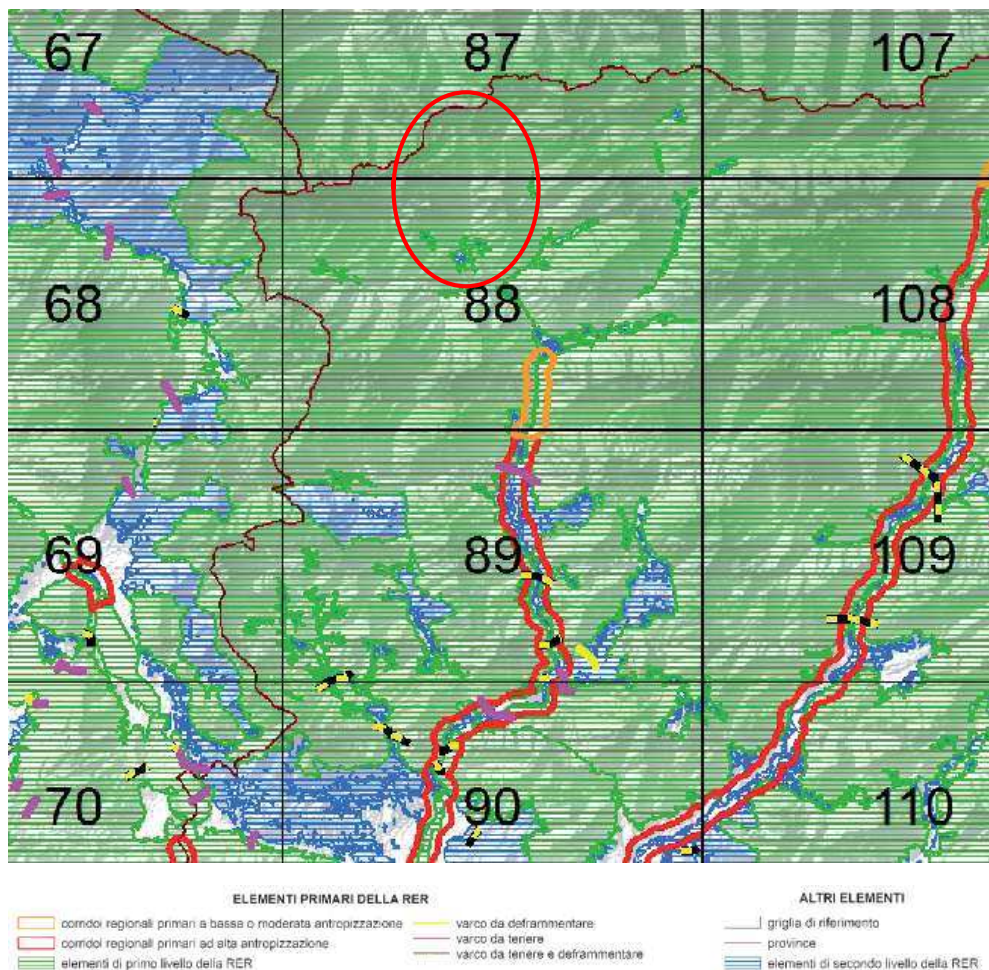 67 87 107
68 88 108
69 89 109
70 90 110
ELEMENTI PRIMARI DELLA RER
corridoi regionali primari a bassa o moderata antropizzazione
corridoi regionali primari ad alta antropizzazione
elementi di primo livello della RER
varco da deframmentare
varco da tenere
varco da tenere e deframmentare
ALTRI ELEMENTI
griglia di riferimento
province
elementi di secondo livello della RER